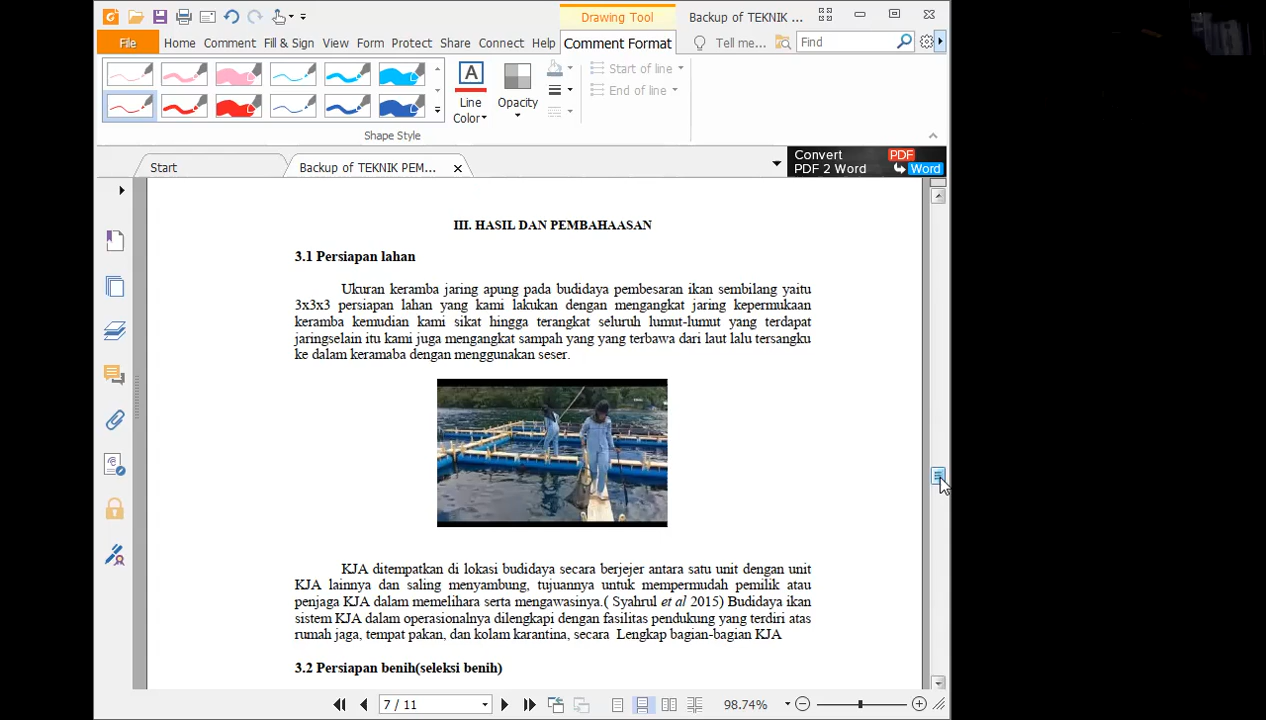 Drawing Tool
Backup of TEKNIK ...
File
Home
Comment
Fill & Sign
View
Form
Protect
Share
Connect
Help
Comment Format
Tell me...
Find
Line
Color
Opacity
Start of line
End of line
Shape Style
Start
Backup of TEKNIK PEM...
Convert PDF
PDF 2 Word Word
III. HASIL DAN PEMBAHAASAN
3.1 Persiapan lahan
Ukuran keramba jaring apung pada budidaya pembesaran ikan sembilang yaitu
3x3x3 persiapan lahan yang kami lakukan dengan mengangkat jaring kepermukaan
keramba kemudian kami sikat hingga terangkat seluruh lumut-lumut yang terdapat
jaringselain itu kami juga mengangkat sampah yang yang terbawa dari laut lalu tersangku
ke dalam keramaba dengan menggunakan seser.
KJA ditempatkan di lokasi budidaya secara berjejer antara satu unit dengan unit
KJA lainnya dan saling menyambung, tujuannya untuk mempermudah pemilik atau
penjaga KJA dalam memelihara serta mengawasinya.( Syahrul et al 2015) Budidaya ikan
sistem KJA dalam operasionalnya dilengkapi dengan fasilitas pendukung yang terdiri atas
rumah jaga, tempat pakan, dan kolam karantina, secara Lengkap bagian-bagian KJA
3.2 Persiapan benih(seleksi benih)
7 / 11
98.74%